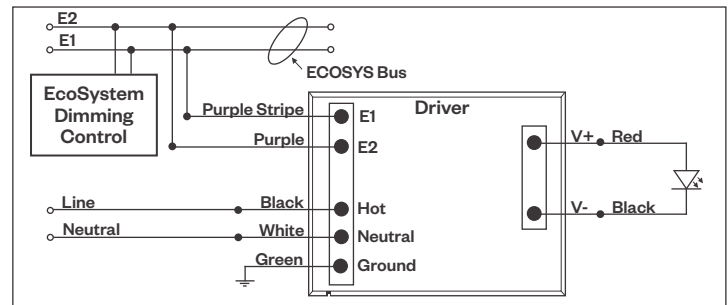 E2
E1
ECOSYS Bus
EcoSystem
Dimming
Control
Driver
Purple Stripe
E1
Purple
E2
V+ Red
Line
Black
Hot
V- Black
Neutral
White
Neutral
Green
Ground